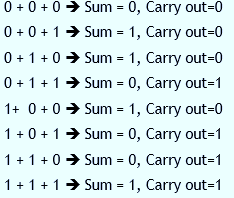 0 + 0 + 0 🡪 Sum = 0, Carry out=0
0 + 0 + 1 🡪 Sum = 1, Carry out=0
0 + 1 + 0 🡪 Sum = 1, Carry out=0
0 + 1 + 1 🡪 Sum = 0, Carry out=1
1+ 0 + 0 🡪 Sum = 1, Carry out=0
1 + 0 + 1 🡪 Sum = 0, Carry out=1
1 + 1 + 0 🡪 Sum = 0, Carry out=1
1 + 1 + 1 🡪 Sum = 1, Carry out=1